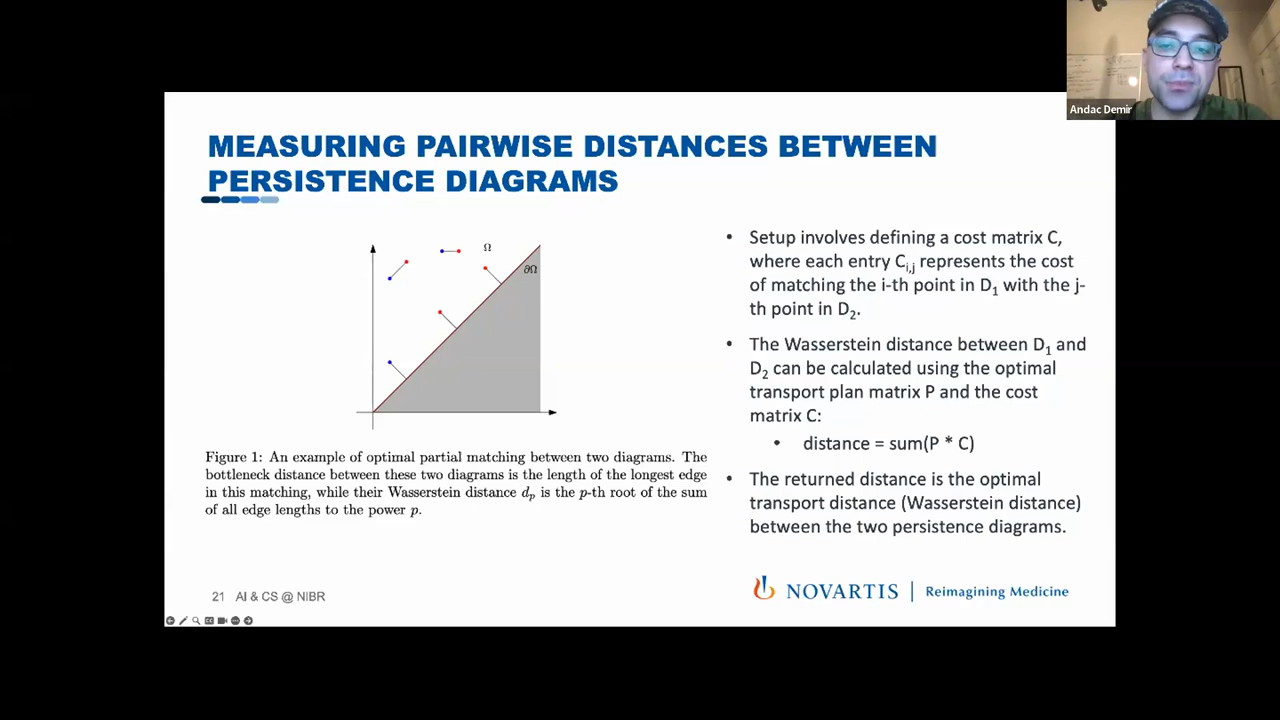 Andac Demir
MEASURING PAIRWISE DISTANCES BETWEEN
PERSISTENCE DIAGRAMS
Ω
∂Ω
Figure 1: An example of optimal partial matching between two diagrams. The
bottleneck distance between these two diagrams is the length of the longest edge
in this matching, while their Wasserstein distance dp is the p-th root of the sum
of all edge lengths to the power p.
• Setup involves defining a cost matrix C,
where each entry Ci,j represents the cost
of matching the i-th point in D1 with the j-
th point in D2.
• The Wasserstein distance between D1 and
D2 can be calculated using the optimal
transport plan matrix P and the cost
matrix C:
• distance = sum(P * C)
• The returned distance is the optimal
transport distance (Wasserstein distance)
between the two persistence diagrams.
21 AI & CS @ NIBR
NOVARTIS | Reimagining Medicine